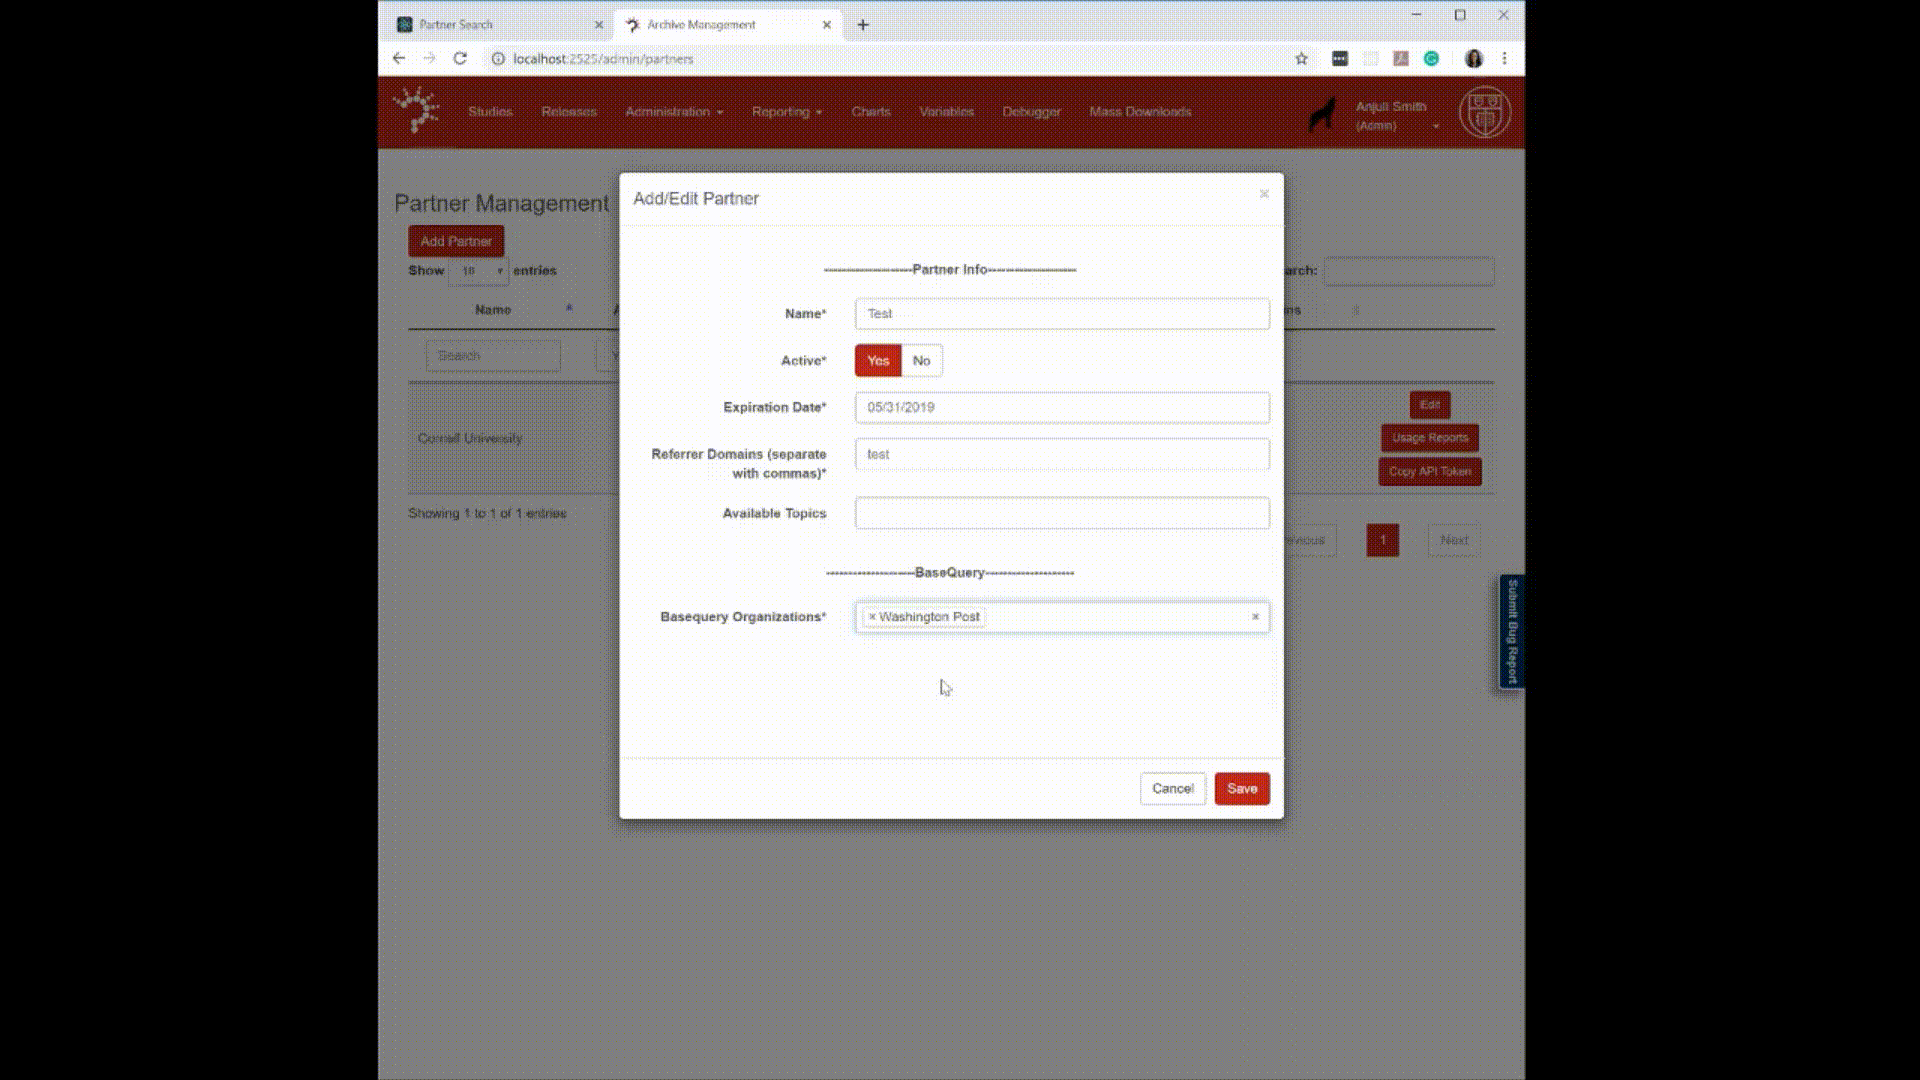 Partner Search
Archive Management
localhost:2525/admin/partners
Studies Releases Administration Reporting Charts Variables Debugger Mass Downloads
Anjuli Smith
(Admin)
Partner Management
Add Partner
Show 10 entries
arch:
Name
ns
Search
Cornell University
Edit
Usage Reports
Copy API Token
Showing 1 to 1 of 1 entries
evious 1 Next
Submit Bug Report
Add/Edit Partner
Partner Info
Name* Test
Active* Yes No
Expiration Date* 05/31/2019
Referrer Domains (separate
with commas)* test
Available Topics
BaseQuery
Basequery Organizations* × Washington Post ×
Cancel Save